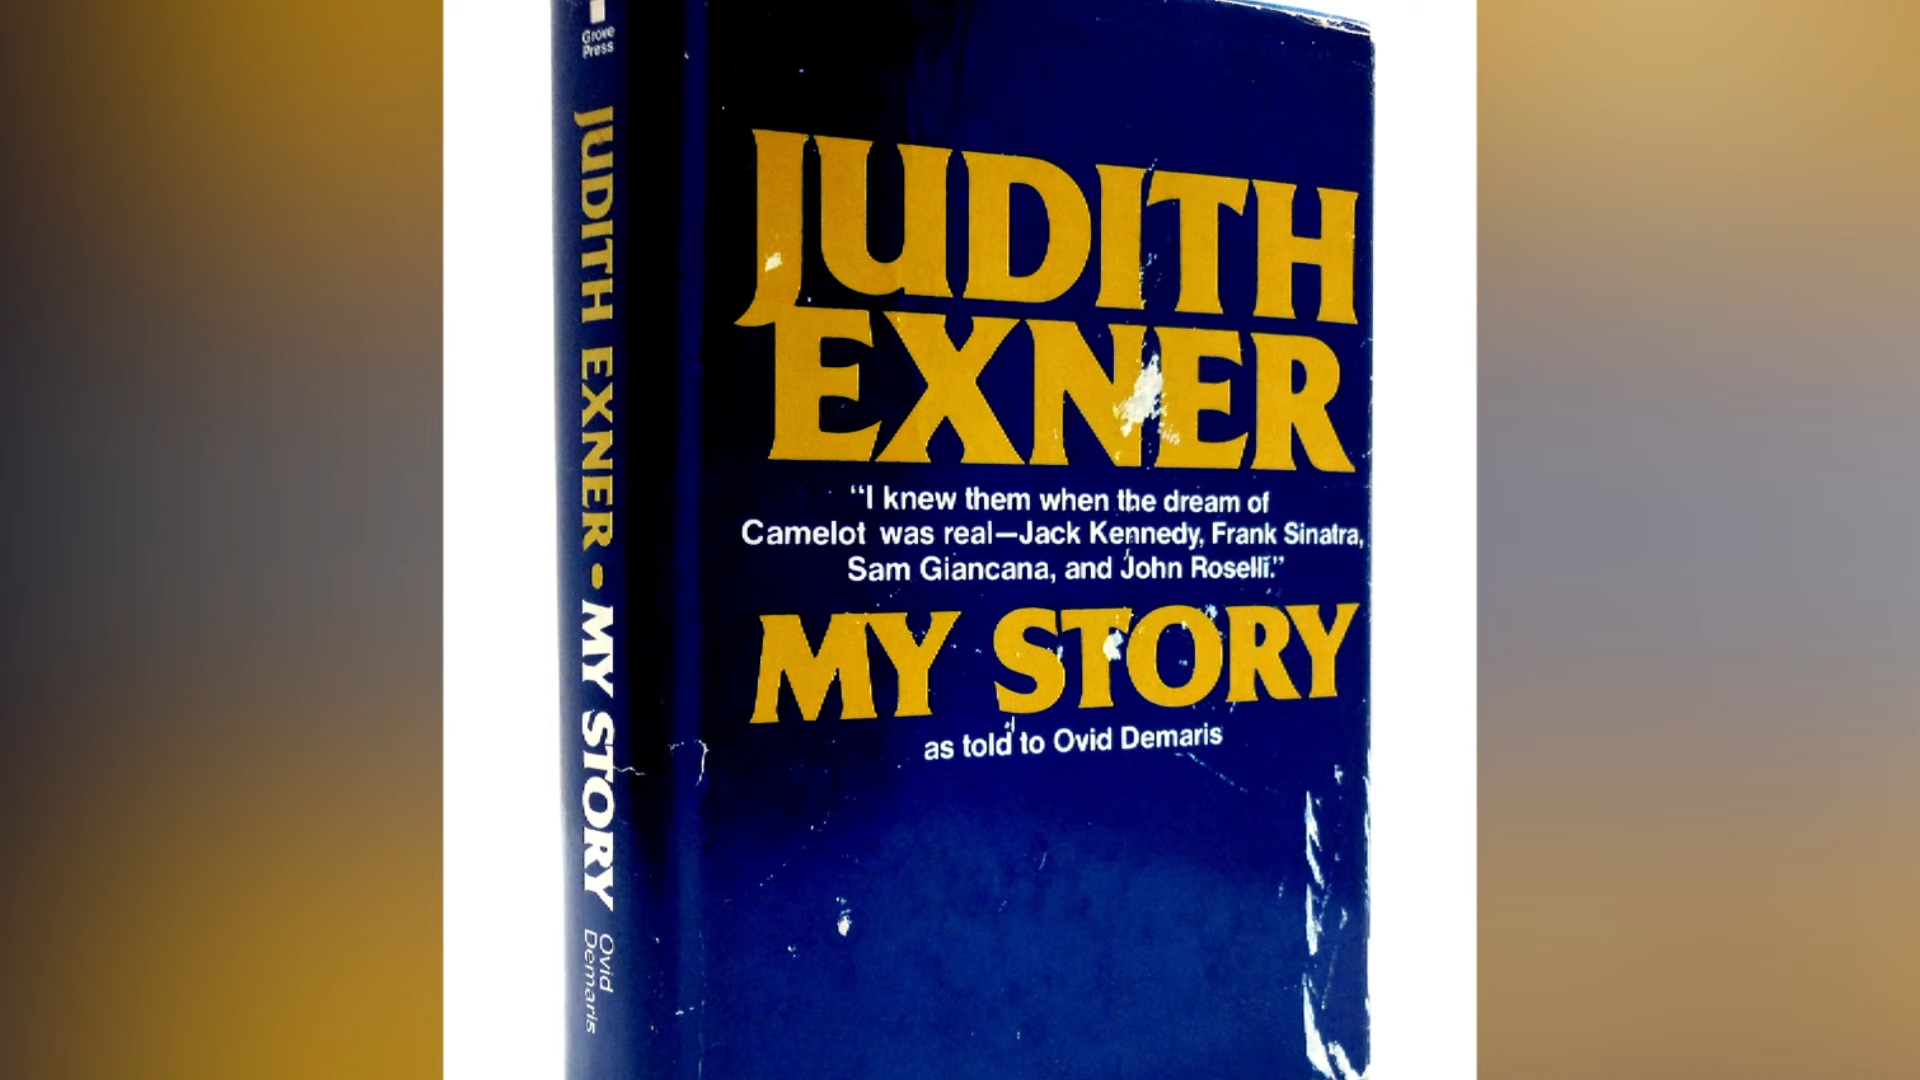 Grove
Press
JUDITH EXNER • MY STORY
Ovid
Demaris
JUDITH
EXNER
“I knew them when the dream of
Camelot was real—Jack Kennedy, Frank Sinatra,
Sam Giancana, and John Roselli.”
MY STORY
as told to Ovid Demaris